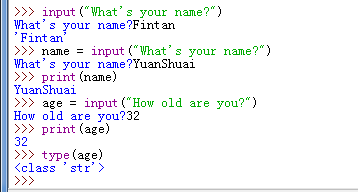 >>> input("What's your name?")
What's your name?Fintan
'Fintan'
>>> name = input("What's your name?")
What's your name?YuanShuai
>>> print(name)
YuanShuai
>>> age = input("How old are you?")
How old are you?32
>>> print(age)
32
>>> type(age)
<class 'str'>
>>>